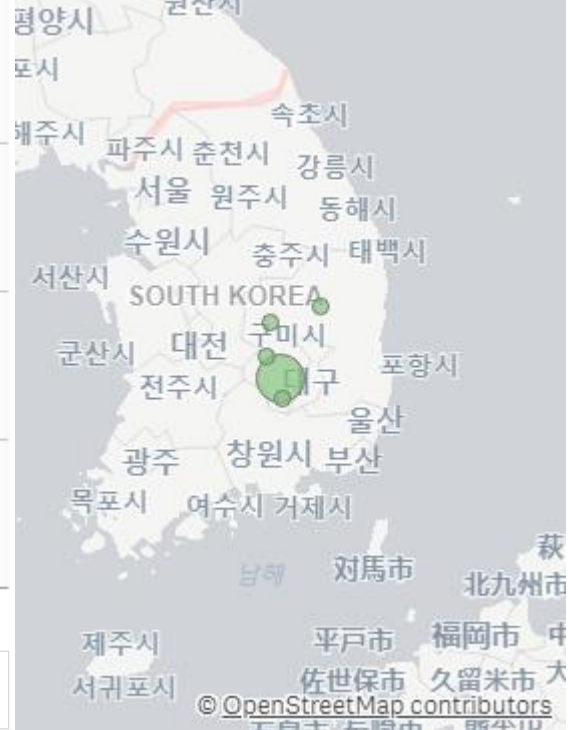 평양시
포시
해주시
속초시
파주시 춘천시
강릉시
서울 원주시
동해시
수원시
충주시 태백시
서산시
SOUTH KOREA
구미시
대전
군산시
포항시
전주시
울산
광주 창원시 부산
목포시 여수시 거제시
남해
対馬市
萩
北九州市
제주시
平戸市 福岡市 中
서귀포시
佐世保市 久留米市 大
© OpenStreetMap contributors